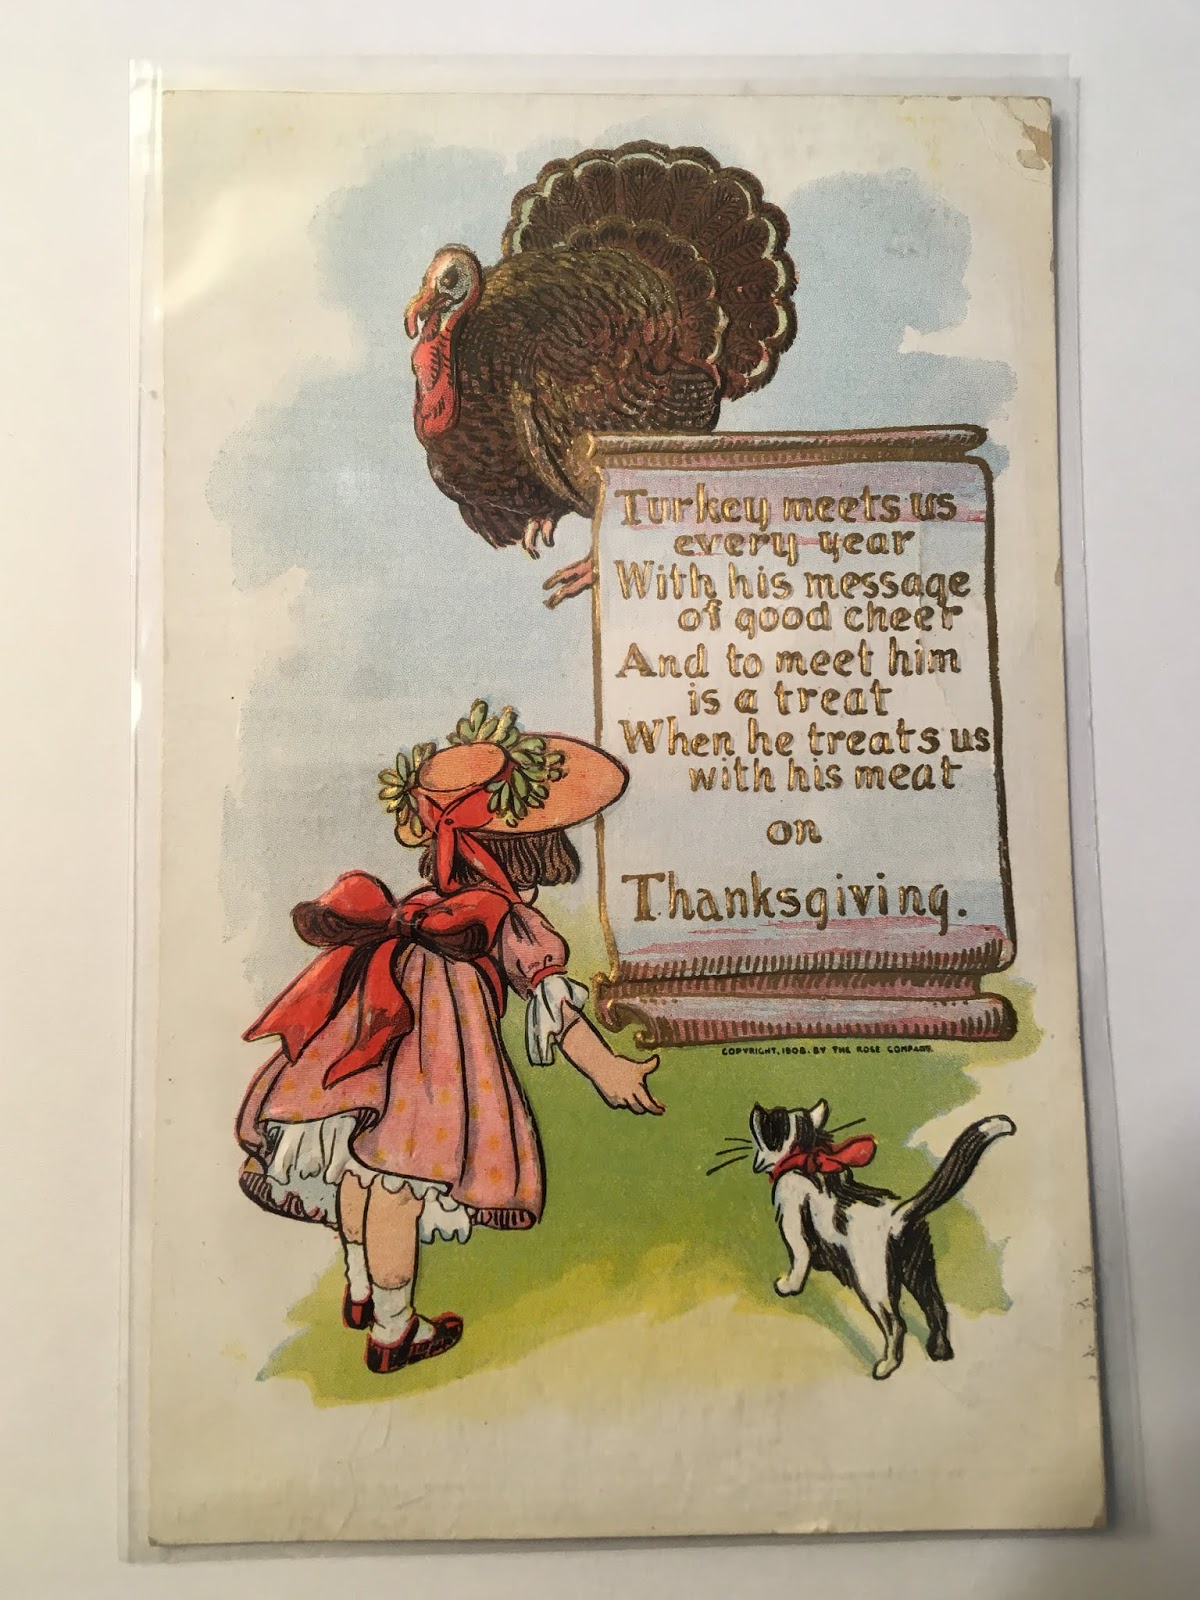 Turkey meets us
every year
With his message
of good cheer
And to meet him
is a treat
When he treats us
with his meat
on
Thanksgiving.
COPYRIGHT, 1908, BY THE ROSE COMPANY.